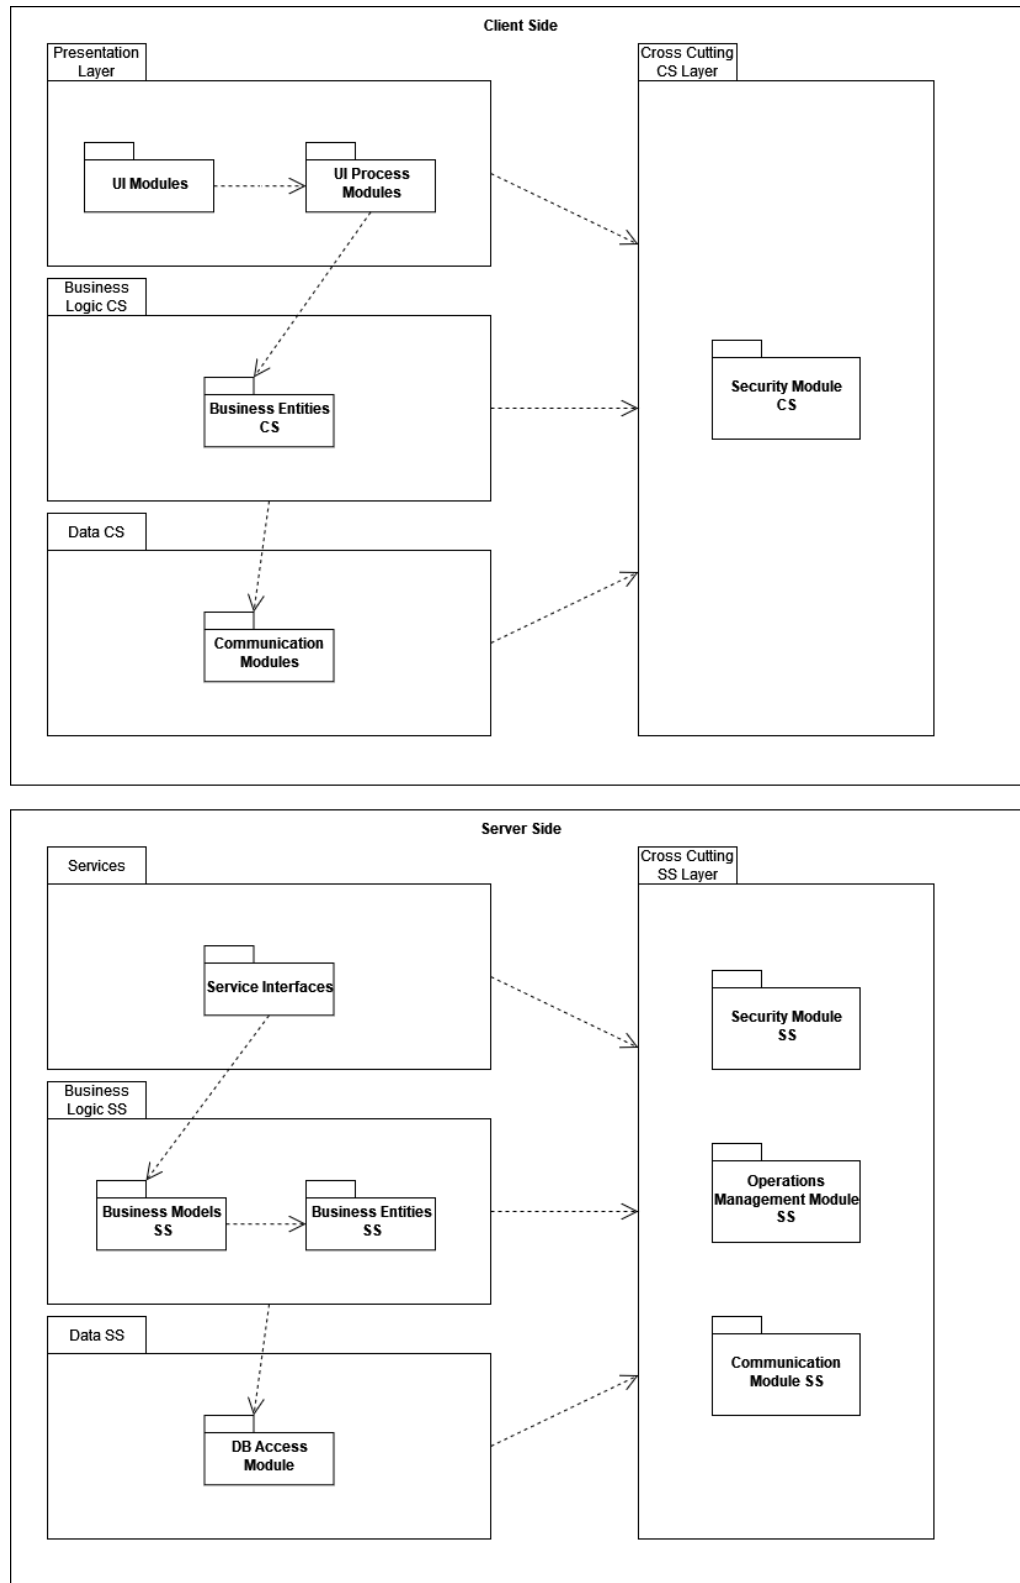 Client Side
Presentation
Layer
Cross Cutting
CS Layer
UI Modules
UI Process
Modules
Business
Logic CS
Business Entities
CS
Security Module
CS
Data CS
Communication
Modules
Server Side
Services
Cross Cutting
SS Layer
Service Interfaces
Security Module
SS
Business
Logic SS
Business Models
SS
Business Entities
SS
Operations
Management Module
SS
Data SS
Communication
Module SS
DB Access
Module